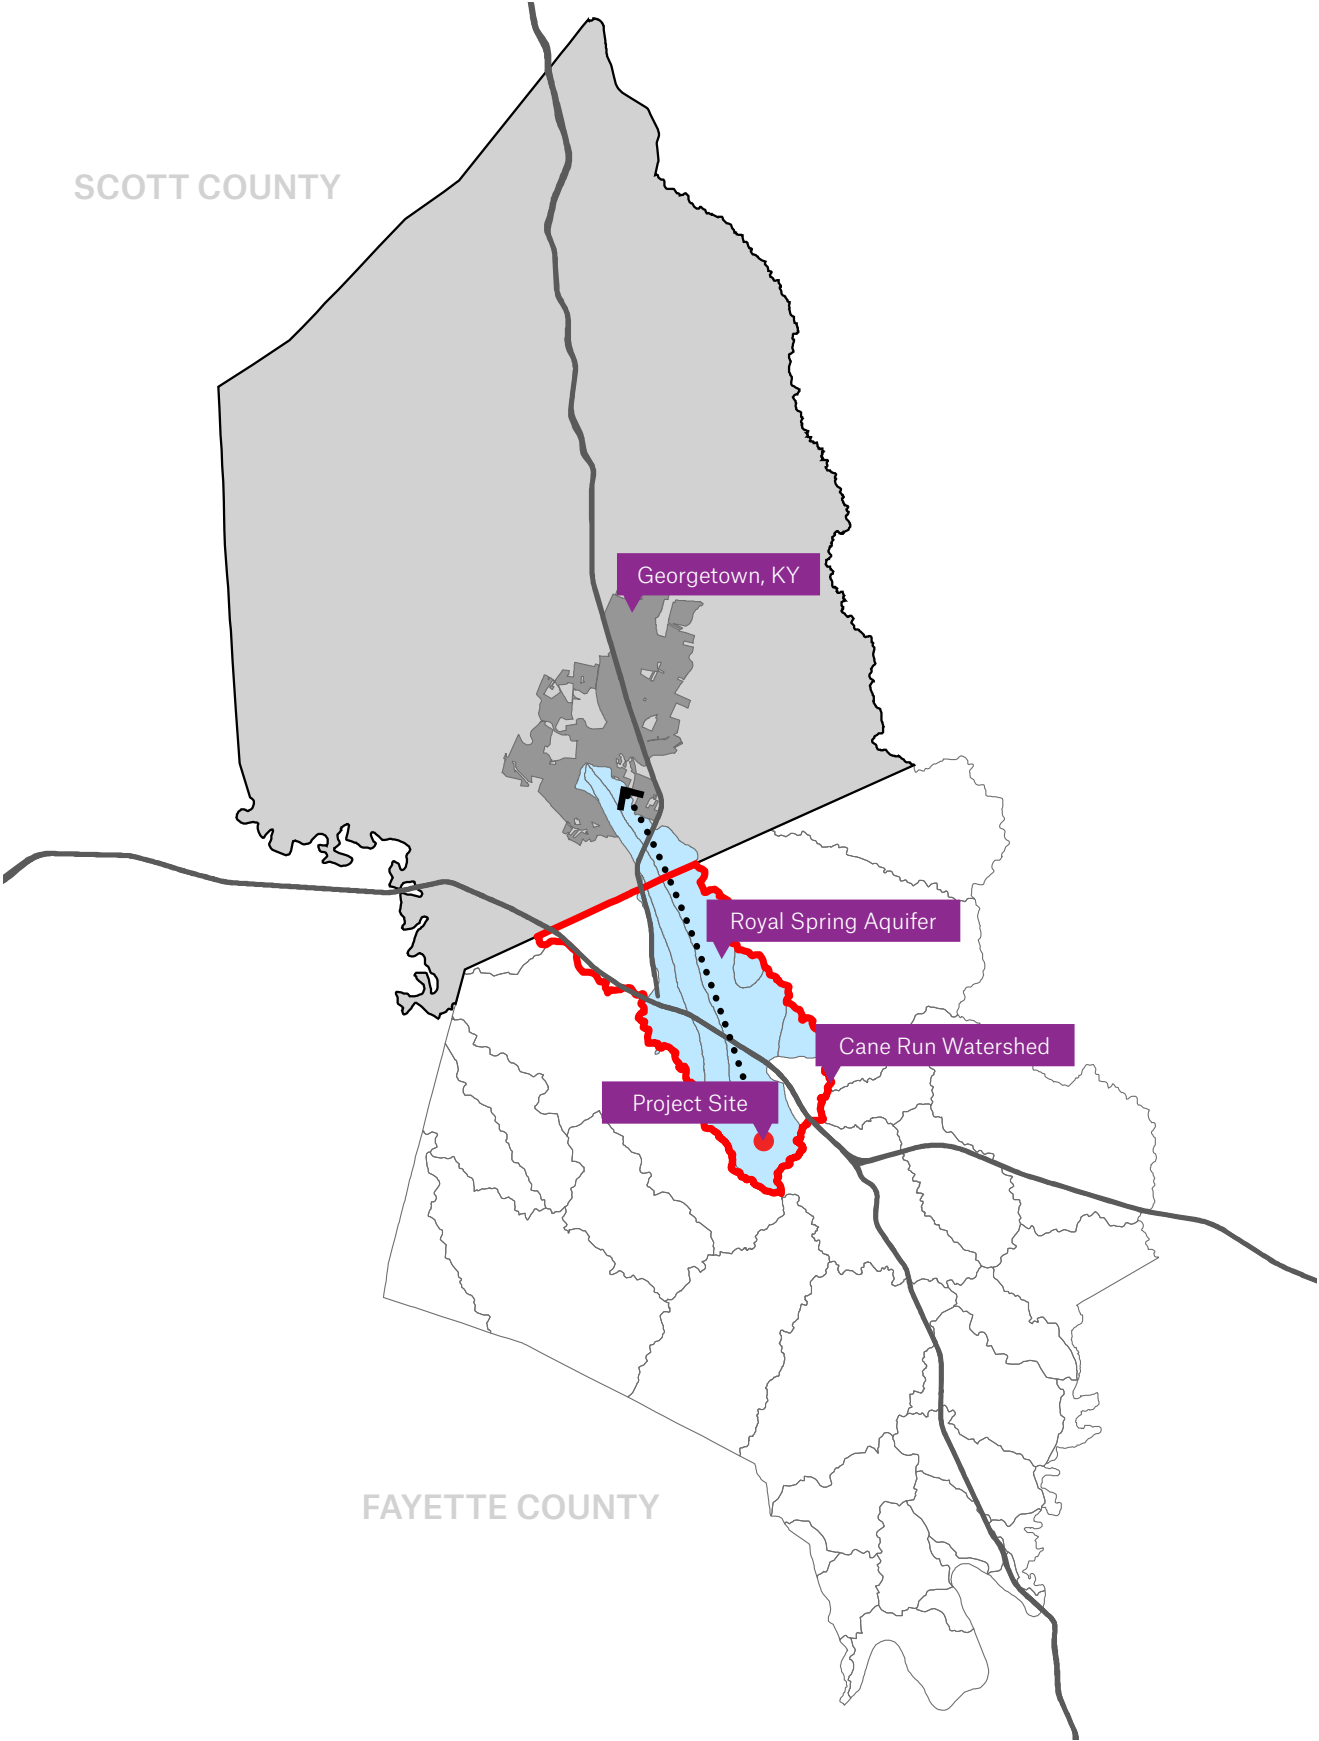 SCOTT COUNTY
Georgetown, KY
Royal Spring Aquifer
Cane Run Watershed
Project Site
FAYETTE COUNTY